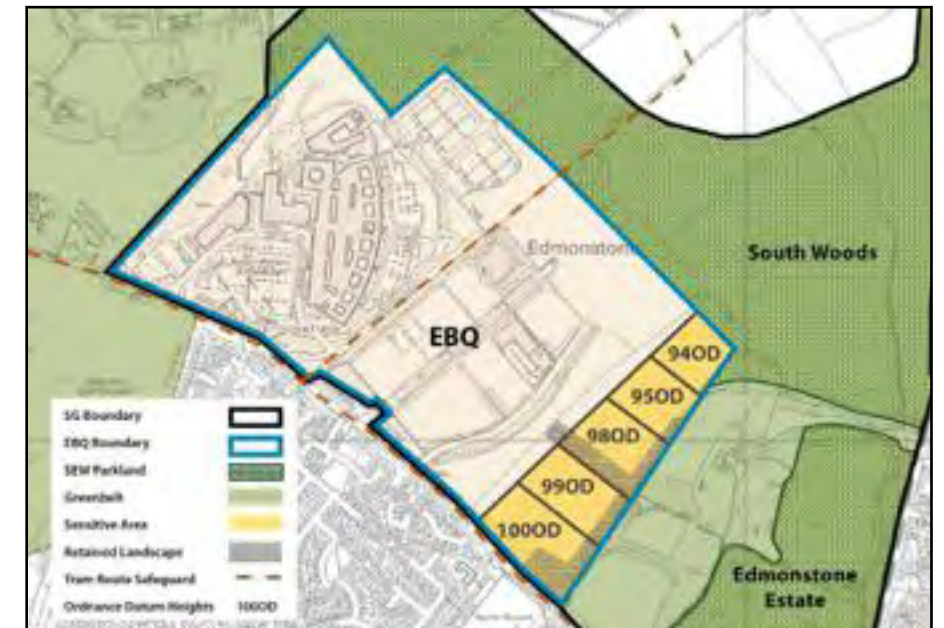 Edmonstone
South Woods
EBQ
94OD
95OD
98OD
99OD
100OD
SG Boundary
EBQ Boundary
SEW Parkland
Greenbelt
Sensitive Area
Retained Landscape
Tram Route Safeguard
Ordnance Datum Heights 100OD
Edmonstone
Estate